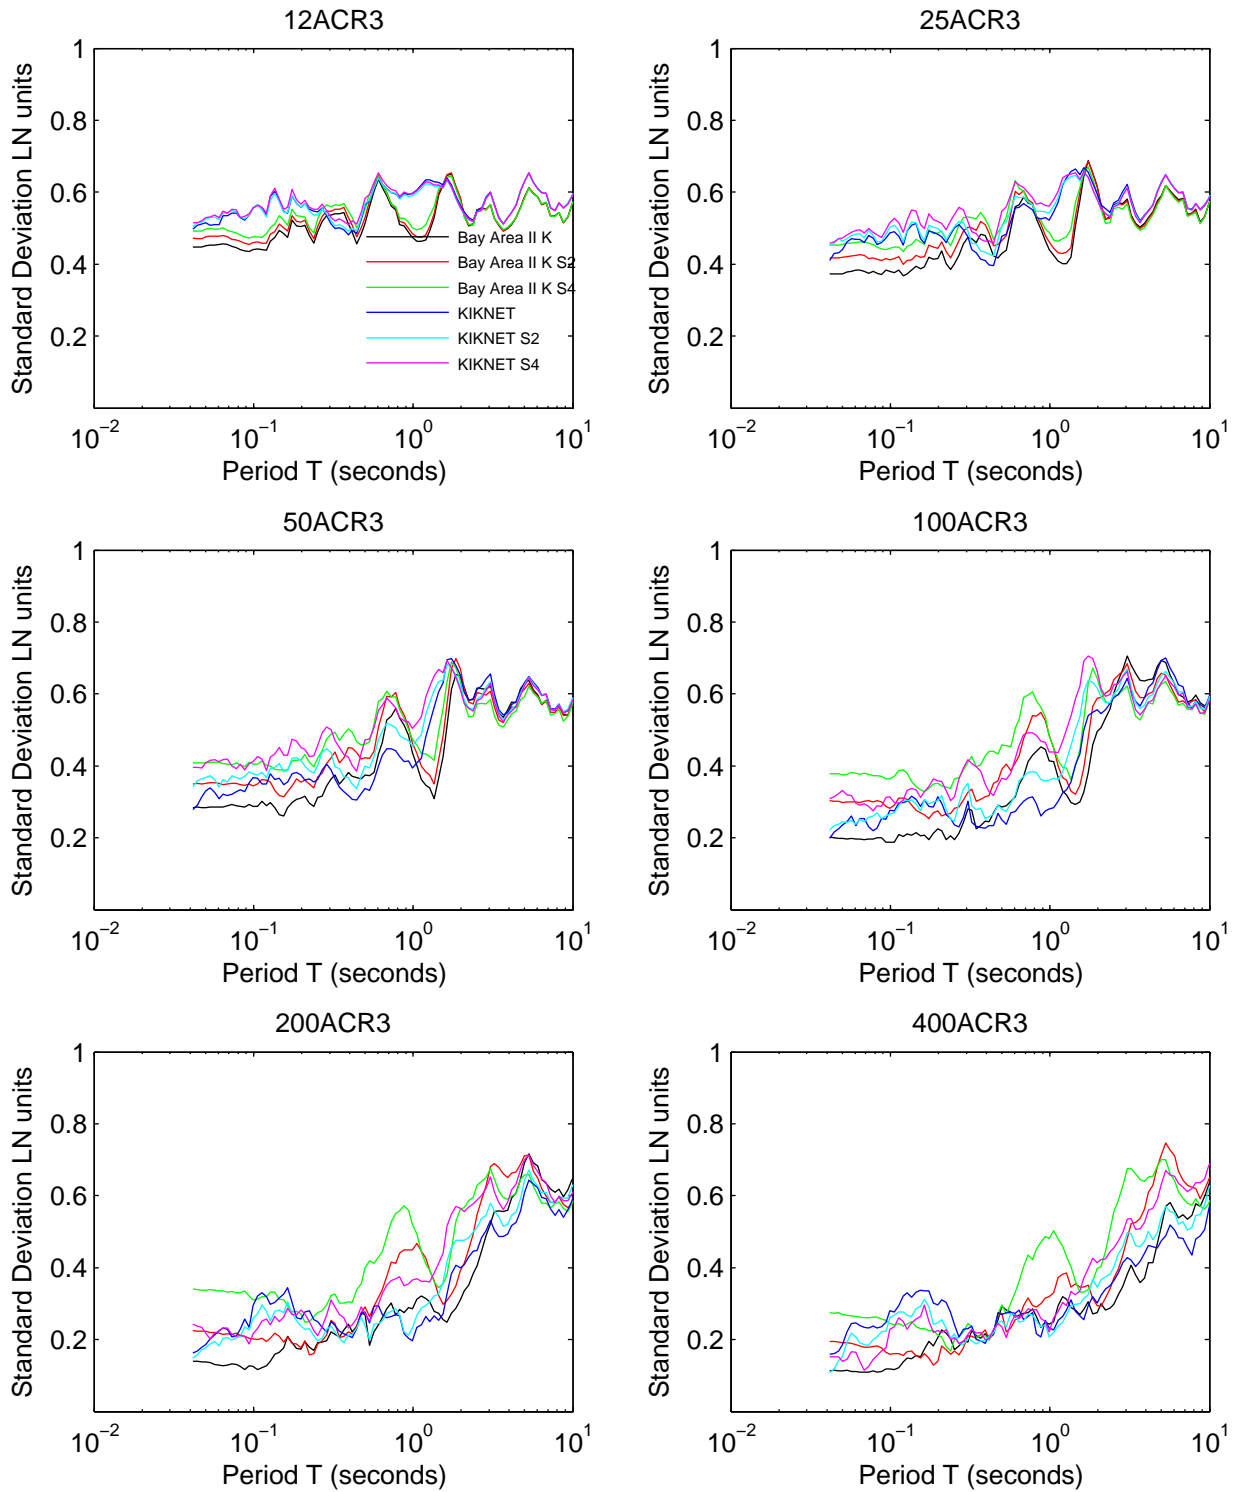 12ACR3
25ACR3
Standard Deviation LN units
1
0.8
0.6
0.4
0.2
Bay Area II K
Bay Area II K S2
Bay Area II K S4
KIKNET
KIKNET S2
KIKNET S4
10−2 10−1 100 101
Period T (seconds)
Standard Deviation LN units
1
0.8
0.6
0.4
0.2
10−2 10−1 100 101
Period T (seconds)
50ACR3
100ACR3
Standard Deviation LN units
1
0.8
0.6
0.4
0.2
10−2 10−1 100 101
Period T (seconds)
Standard Deviation LN units
1
0.8
0.6
0.4
0.2
10−2 10−1 100 101
Period T (seconds)
200ACR3
400ACR3
Standard Deviation LN units
1
0.8
0.6
0.4
0.2
10−2 10−1 100 101
Period T (seconds)
Standard Deviation LN units
1
0.8
0.6
0.4
0.2
10−2 10−1 100 101
Period T (seconds)